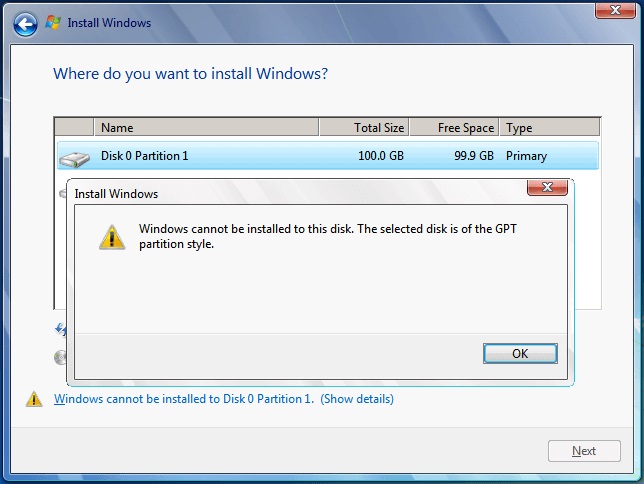 Install Windows
Where do you want to install Windows?
Name Total Size Free Space Type
Disk 0 Partition 1 100.0 GB 99.9 GB Primary
Install Windows
Windows cannot be installed to this disk. The selected disk is of the GPT
partition style.
OK
Windows cannot be installed to Disk 0 Partition 1. (Show details)
Next